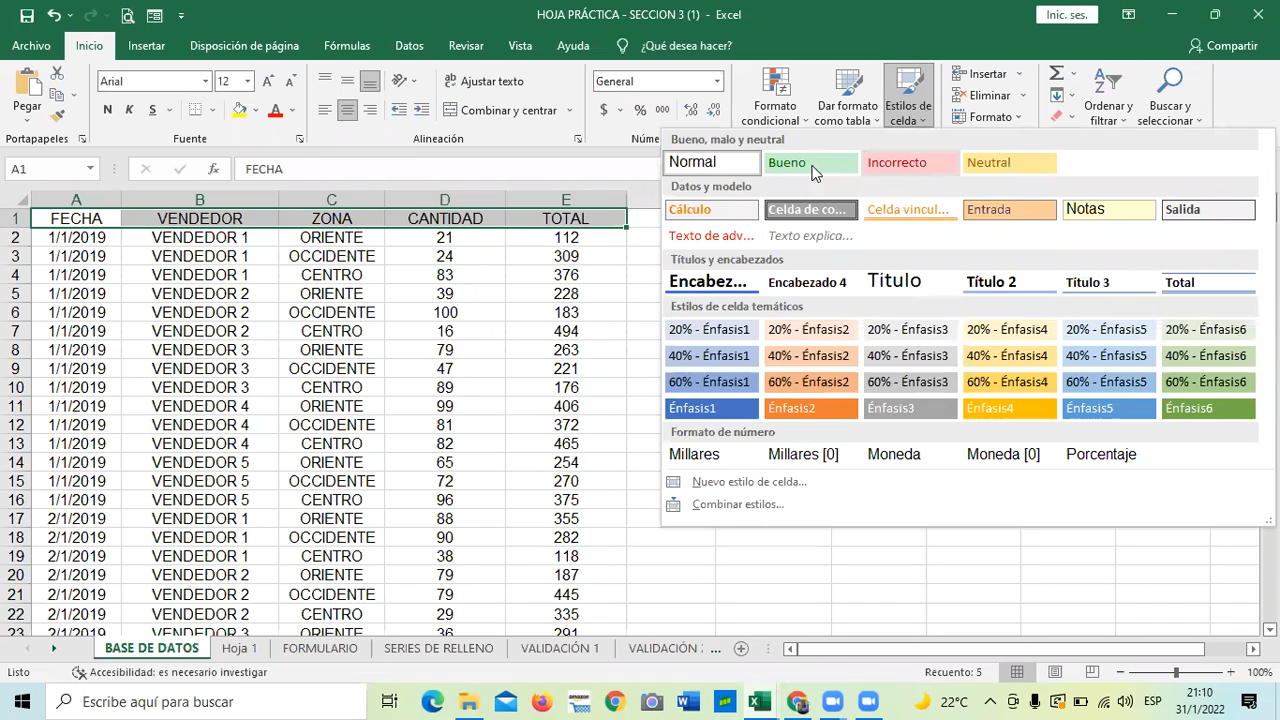 HOJA PRÁCTICA - SECCION 3 (1) - Excel
Inic. ses.
Archivo Inicio Insertar Disposición de página Fórmulas Datos Revisar Vista Ayuda ¿Qué desea hacer? Compartir
Pegar
Arial 12
Ajustar texto
General
N K S
Combinar y centrar
$ % 000
Formato condicional
Dar formato como tabla
Estilos de celda
Insertar
Eliminar
Formato
Ordenar y filtrar
Buscar y seleccionar
Portapapeles Fuente Alineación
A1 FECHA
Bueno, malo y neutral
Normal Bueno Incorrecto Neutral
Datos y modelo
Cálculo Celda de co... Celda vincul... Entrada Notas Salida
Texto de adv... Texto explica...
Títulos y encabezados
Encabez... Encabezado 4 Título Título 2 Título 3 Total
Estilos de celda temáticos
20% - Énfasis1 20% - Énfasis2 20% - Énfasis3 20% - Énfasis4 20% - Énfasis5 20% - Énfasis6
40% - Énfasis1 40% - Énfasis2 40% - Énfasis3 40% - Énfasis4 40% - Énfasis5 40% - Énfasis6
60% - Énfasis1 60% - Énfasis2 60% - Énfasis3 60% - Énfasis4 60% - Énfasis5 60% - Énfasis6
Énfasis1 Énfasis2 Énfasis3 Énfasis4 Énfasis5 Énfasis6
Formato de número
Millares Millares [0] Moneda Moneda [0] Porcentaje
Nuevo estilo de celda...
Combinar estilos...
A B C D E
1 FECHA VENDEDOR ZONA CANTIDAD TOTAL
2 1/1/2019 VENDEDOR 1 ORIENTE 21 112
3 1/1/2019 VENDEDOR 1 OCCIDENTE 24 309
4 1/1/2019 VENDEDOR 1 CENTRO 83 376
5 1/1/2019 VENDEDOR 2 ORIENTE 39 228
6 1/1/2019 VENDEDOR 2 OCCIDENTE 100 183
7 1/1/2019 VENDEDOR 2 CENTRO 16 494
8 1/1/2019 VENDEDOR 3 ORIENTE 79 263
9 1/1/2019 VENDEDOR 3 OCCIDENTE 47 221
10 1/1/2019 VENDEDOR 3 CENTRO 89 176
11 1/1/2019 VENDEDOR 4 ORIENTE 99 406
12 1/1/2019 VENDEDOR 4 OCCIDENTE 81 372
13 1/1/2019 VENDEDOR 4 CENTRO 82 465
14 1/1/2019 VENDEDOR 5 ORIENTE 65 254
15 1/1/2019 VENDEDOR 5 OCCIDENTE 72 270
16 1/1/2019 VENDEDOR 5 CENTRO 96 375
17 2/1/2019 VENDEDOR 1 ORIENTE 88 355
18 2/1/2019 VENDEDOR 1 OCCIDENTE 90 282
19 2/1/2019 VENDEDOR 1 CENTRO 38 118
20 2/1/2019 VENDEDOR 2 ORIENTE 79 187
21 2/1/2019 VENDEDOR 2 OCCIDENTE 79 445
22 2/1/2019 VENDEDOR 2 CENTRO 29 335
23 2/1/2019 VENDEDOR 3 ORIENTE 36 291
BASE DE DATOS Hoja 1 FORMULARIO SERIES DE RELLENO VALIDACIÓN 1 VALIDACIÓN 2 ...
Listo Accesibilidad: es necesario investigar Recuento: 5 100%
Escribe aquí para buscar
22°C
ESP
21:10
31/1/2022